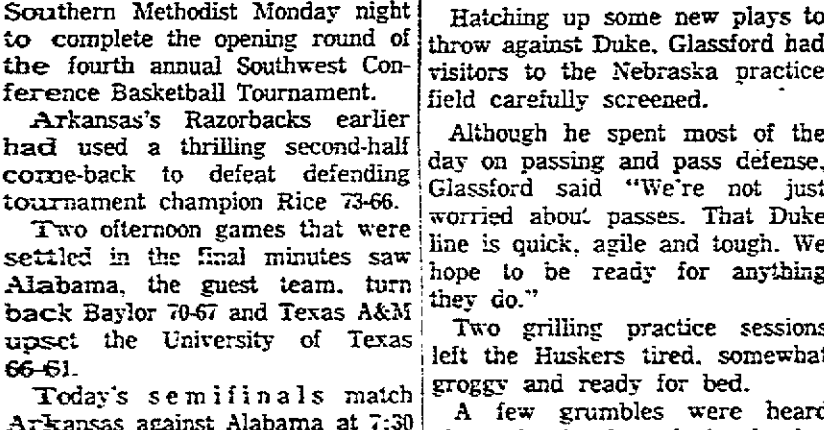 Southern Methodist Monday night
to complete the opening round of
the fourth annual Southwest Con-
ference Basketball Tournament.
Arkansas's Razorbacks earlier
had used a thrilling second-half
come-back to defeat defending
tournament champion Rice 73-66.
Two ofternoon games that were
settled in the final minutes saw
Alabama, the guest team, turn
back Baylor 70-67 and Texas A&M
upset the University of Texas
66-61.
Today's semifinals match
Arkansas against Alabama at 7:30
Hatching up some new plays to
throw against Duke, Glassford had
visitors to the Nebraska practice
field carefully screened.
Although he spent most of the
day on passing and pass defense,
Glassford said "We're not just
worried about passes. That Duke
line is quick, agile and tough. We
hope to be ready for anything
they do."
Two grilling practice sessions
left the Huskers tired, somewhat
groggy and ready for bed.
A few grumbles were heard